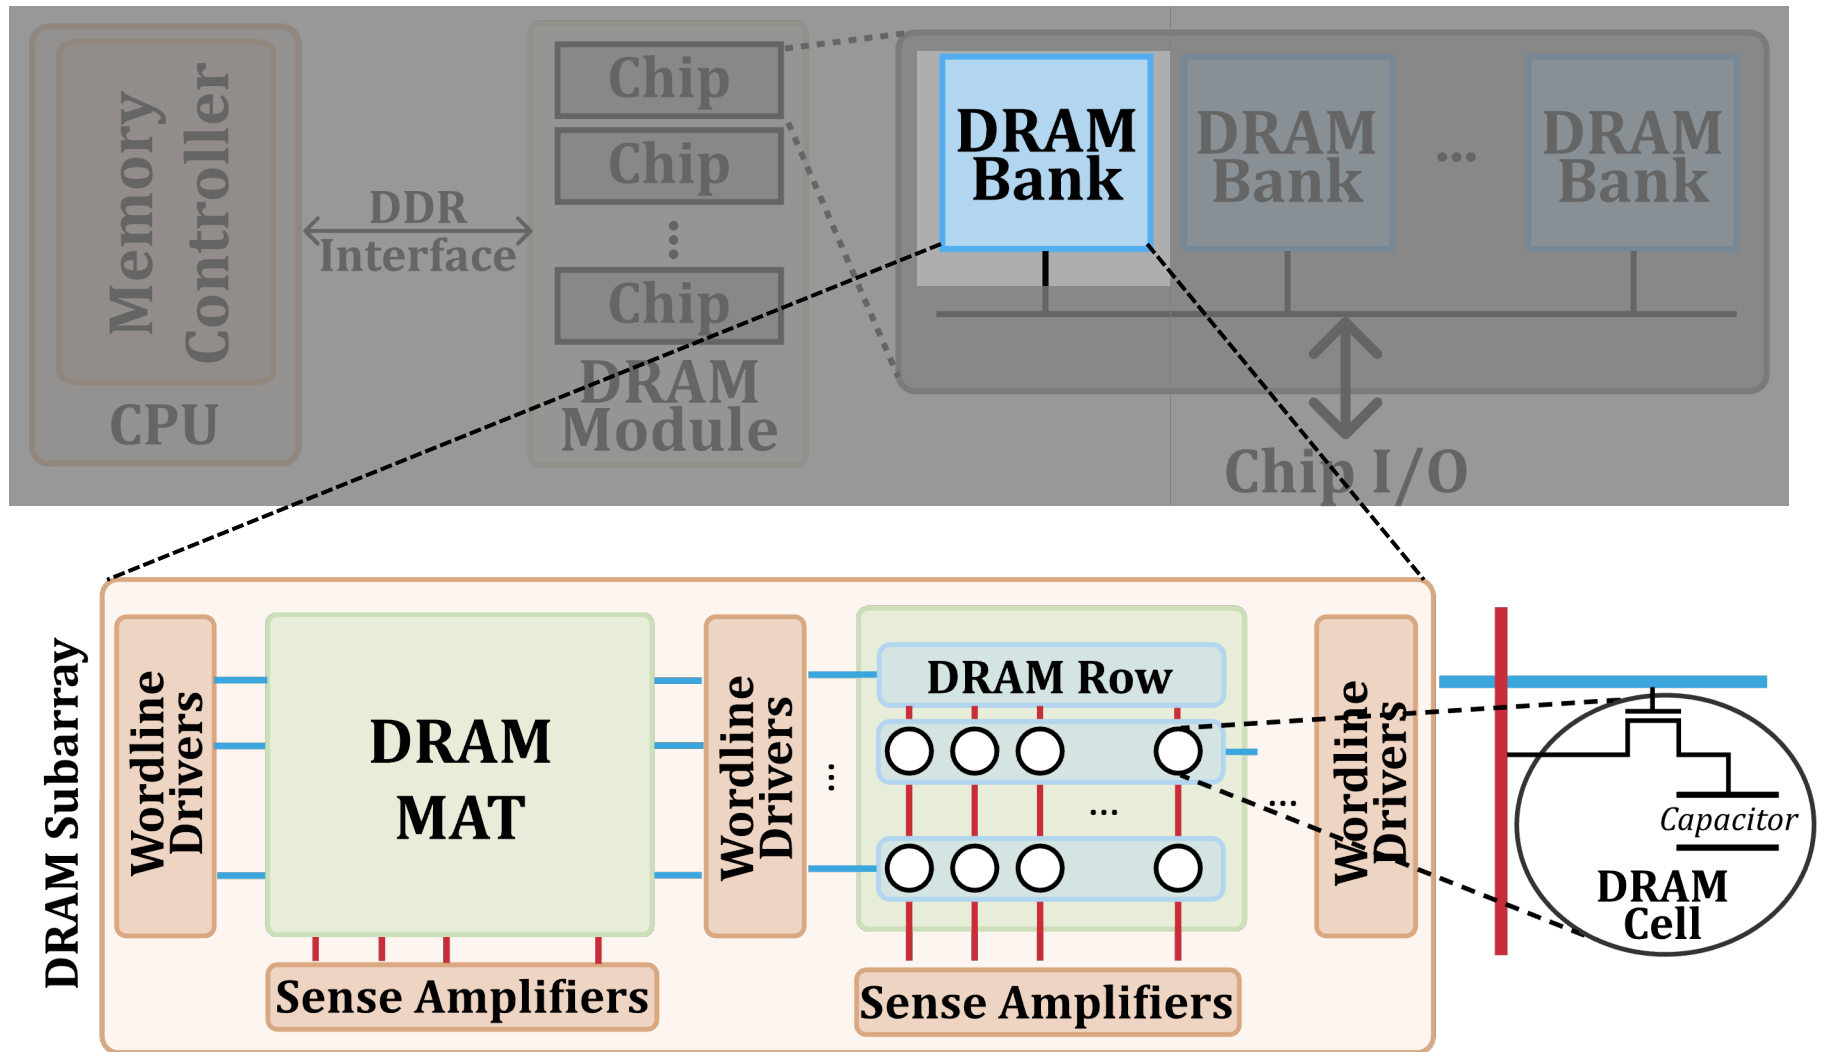 Memory
Controller
CPU
DDR
Interface
Chip
Chip
⋮
Chip
DRAM
Module
DRAM
Bank
DRAM
Bank
...
DRAM
Bank
Chip I/O
DRAM Subarray
Wordline
Drivers
DRAM
MAT
Sense Amplifiers
Wordline
Drivers
...
DRAM Row
...
Sense Amplifiers
...
Wordline
Drivers
Capacitor
DRAM
Cell